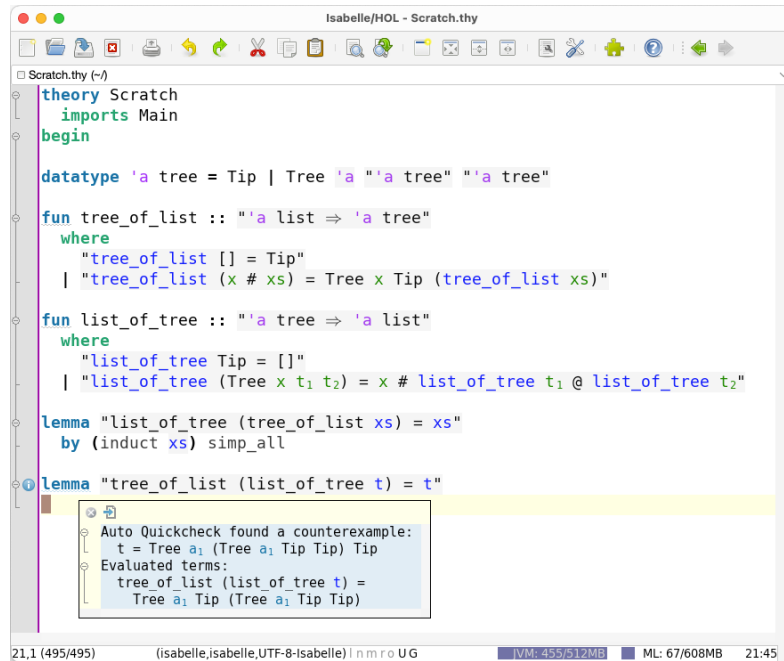 Isabelle/HOL - Scratch.thy
Scratch.thy (~/)
theory Scratch
imports Main
begin
datatype 'a tree = Tip | Tree 'a "'a tree" "'a tree"
fun tree_of_list :: "'a list ⇒ 'a tree"
where
"tree_of_list [] = Tip"
| "tree_of_list (x # xs) = Tree x Tip (tree_of_list xs)"
fun list_of_tree :: "'a tree ⇒ 'a list"
where
"list_of_tree Tip = []"
| "list_of_tree (Tree x t₁ t₂) = x # list_of_tree t₁ @ list_of_tree t₂"
lemma "list_of_tree (tree_of_list xs) = xs"
by (induct xs) simp_all
lemma "tree_of_list (list_of_tree t) = t"
Auto Quickcheck found a counterexample:
t = Tree a₁ (Tree a₁ Tip Tip) Tip
Evaluated terms:
tree_of_list (list_of_tree t) =
Tree a₁ Tip (Tree a₁ Tip Tip)
21,1 (495/495) (isabelle,isabelle,UTF-8-Isabelle) l n m r o U G JVM: 455/512MB ML: 67/608MB 21:45